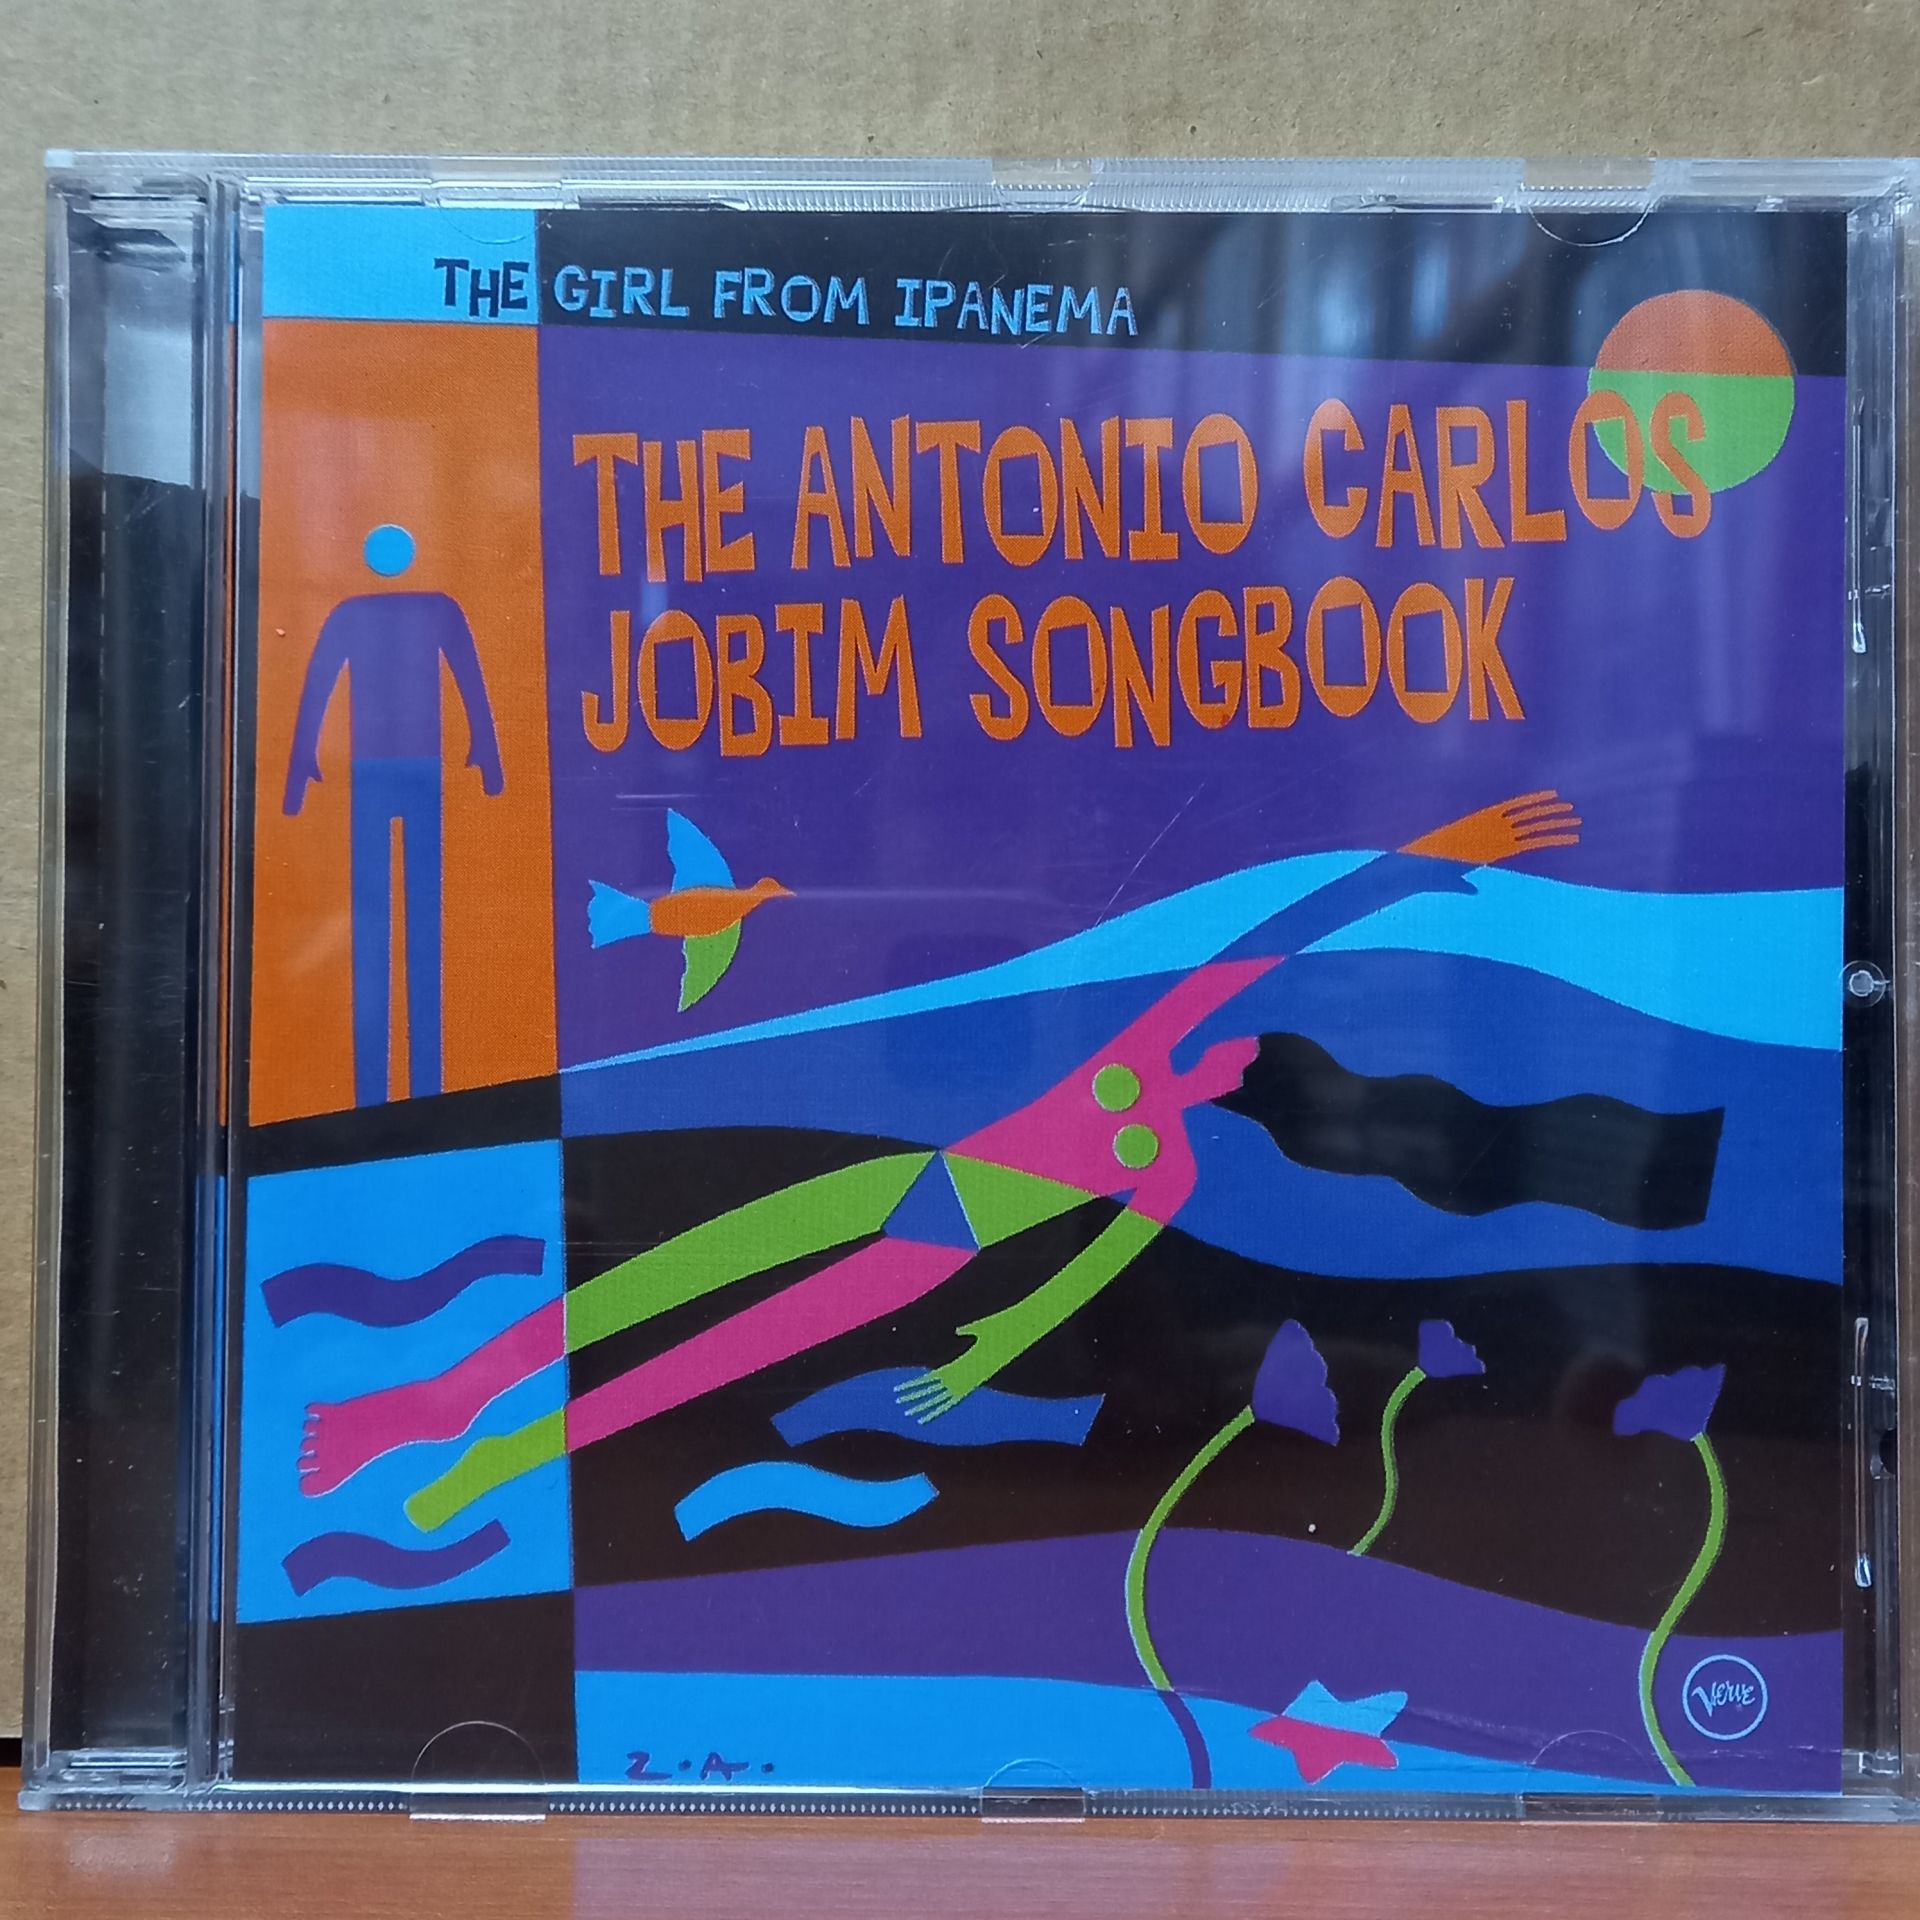 THE GIRL FROM IPANEMA
THE ANTONIO CARLOS
JOBIM SONGBOOK
VERVE
Z.A.